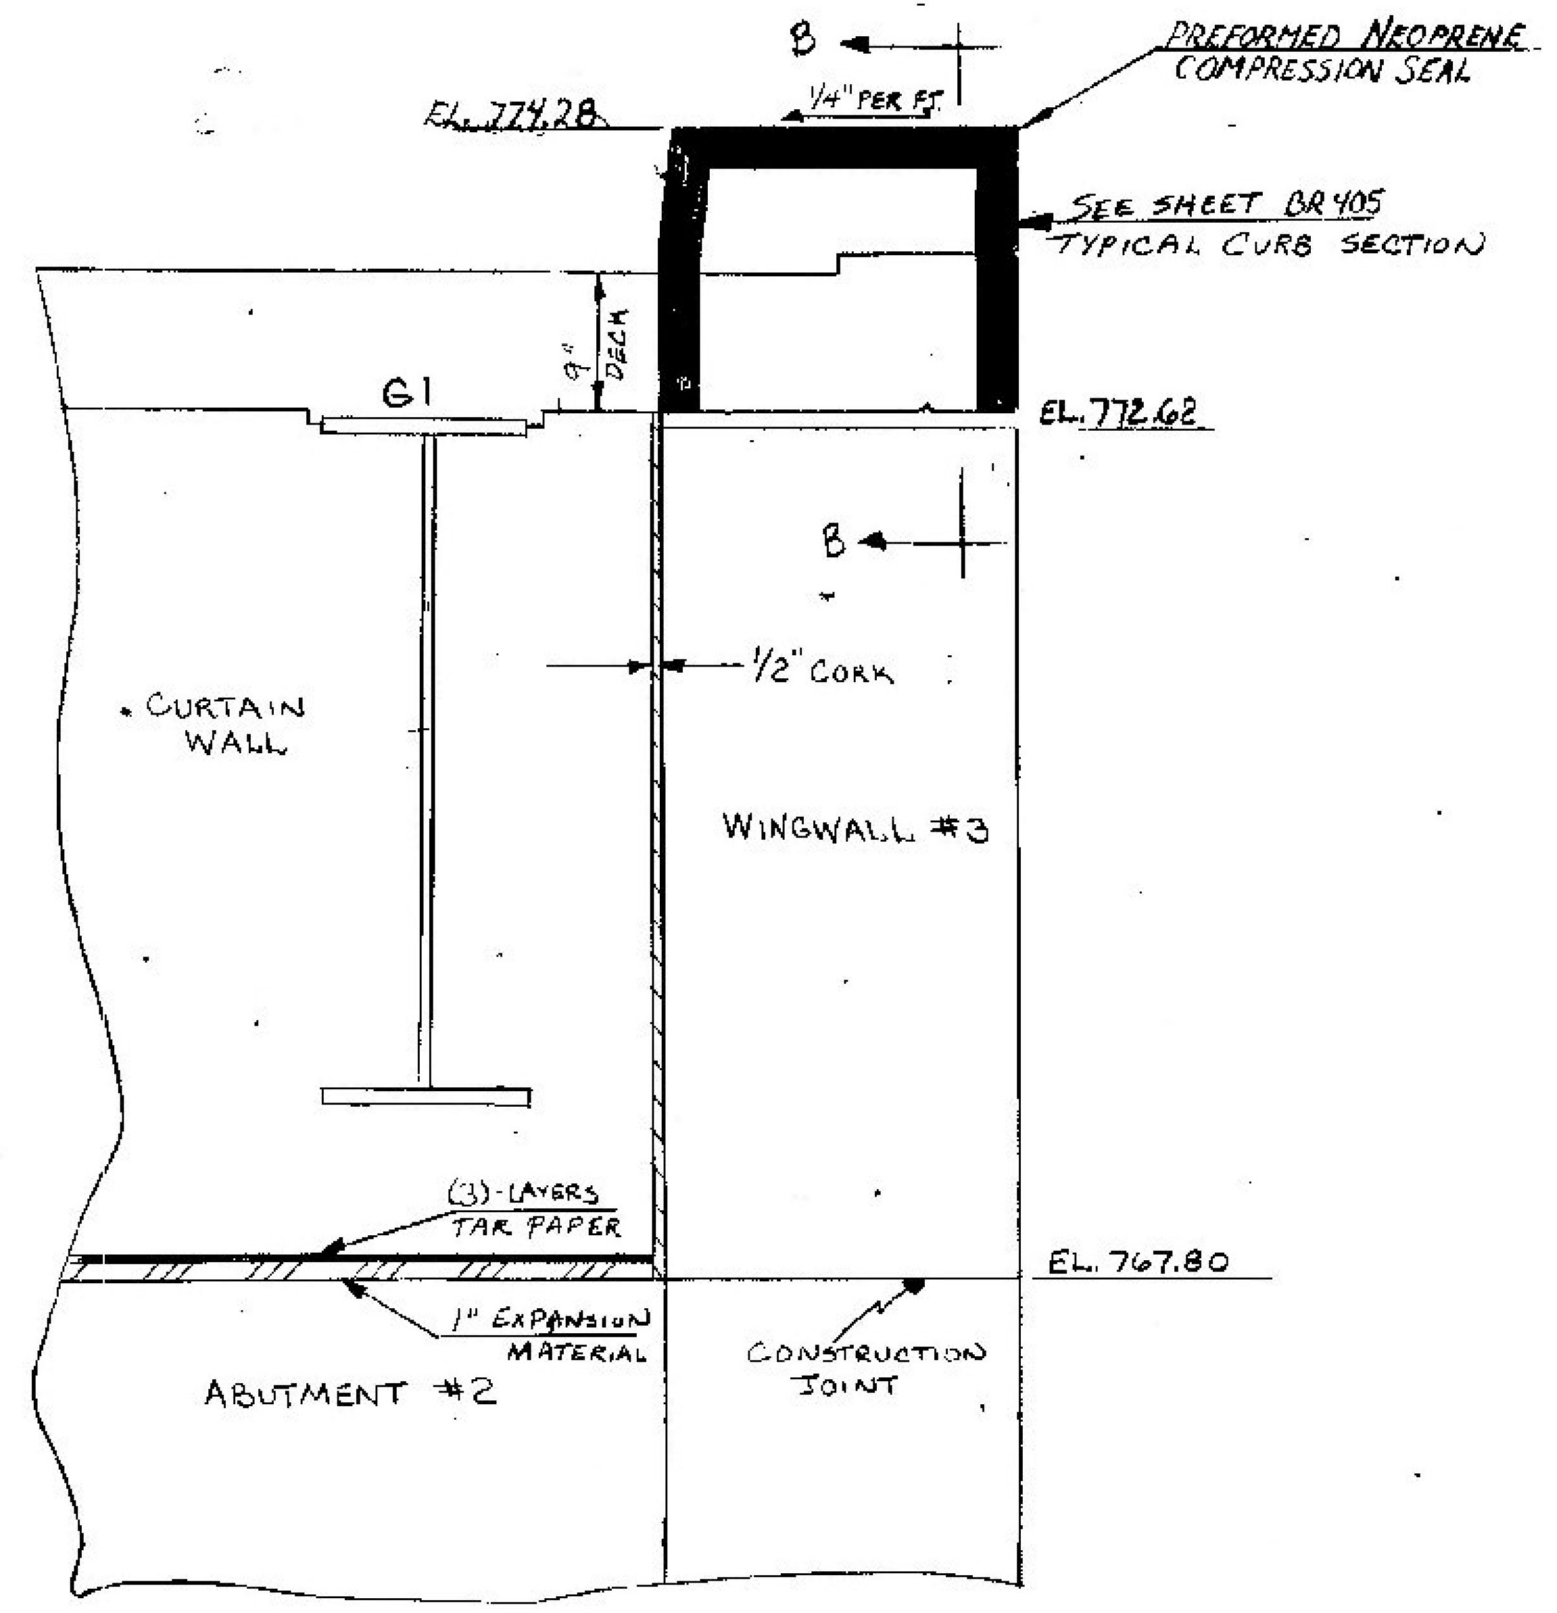 B
PREFORMED NEOPRENE
COMPRESSION SEAL
1/4" PER FT.
EL. 774.28
SEE SHEET BR405
TYPICAL CURB SECTION
9" DECK
G1
EL. 772.62
B
1/2" CORK
CURTAIN
WALL
WINGWALL #3
(3)-LAYERS
TAR PAPER
EL. 767.80
1" EXPANSION
MATERIAL
CONSTRUCTION
JOINT
ABUTMENT #2